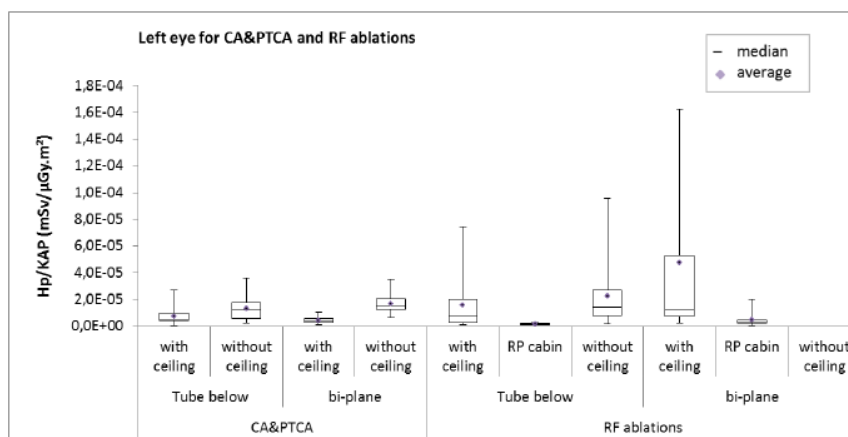 Left eye for CA&PTCA and RF ablations
— median
◆ average
Hp/KAP (mSv/µGy.m²)
1,8E-04
1,6E-04
1,4E-04
1,2E-04
1,0E-04
8,0E-05
6,0E-05
4,0E-05
2,0E-05
0,0E+00
with ceiling
without ceiling
with ceiling
without ceiling
with ceiling
RP cabin
without ceiling
with ceiling
RP cabin
without ceiling
Tube below
bi-plane
Tube below
bi-plane
CA&PTCA
RF ablations